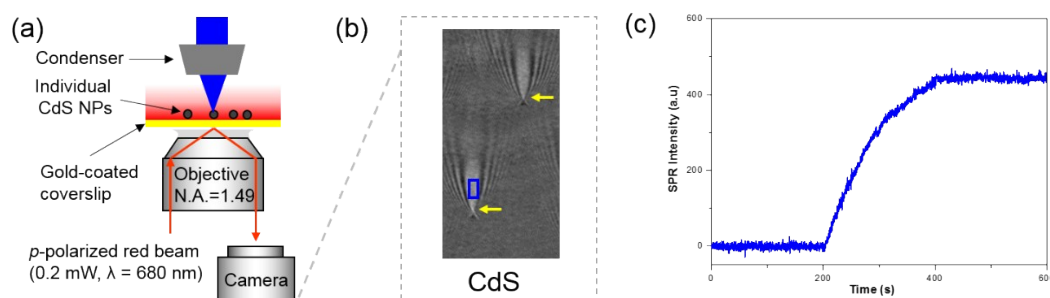 (a)
Condenser
Individual
CdS NPs
Gold-coated
coverslip
Objective
N.A.=1.49
p-polarized red beam
(0.2 mW, λ = 680 nm)
Camera
(b)
CdS
(c)
600
400
200
0
SPR Intensity (a.u)
0
200
400
600
Time (s)